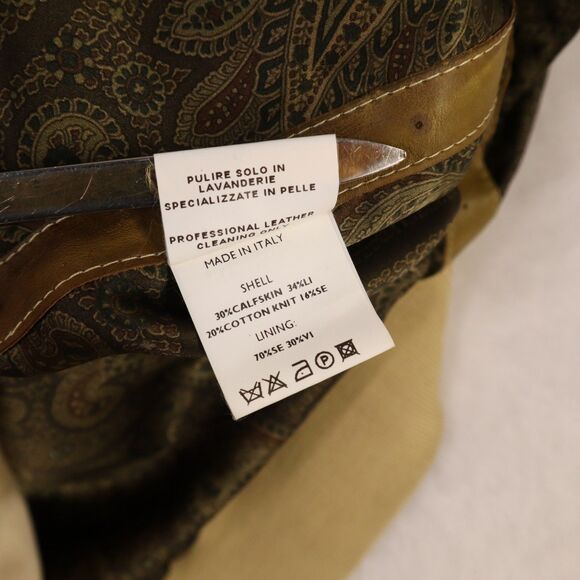 PULIRE SOLO IN
LAVANDERIE
SPECIALIZZATE IN PELLE
PROFESSIONAL LEATHER
CLEANING ONLY
MADE IN ITALY
SHELL
30%CALFSKIN 34%LI
20%COTTON KNIT 16%SE
LINING:
70%SE 30%VI
P